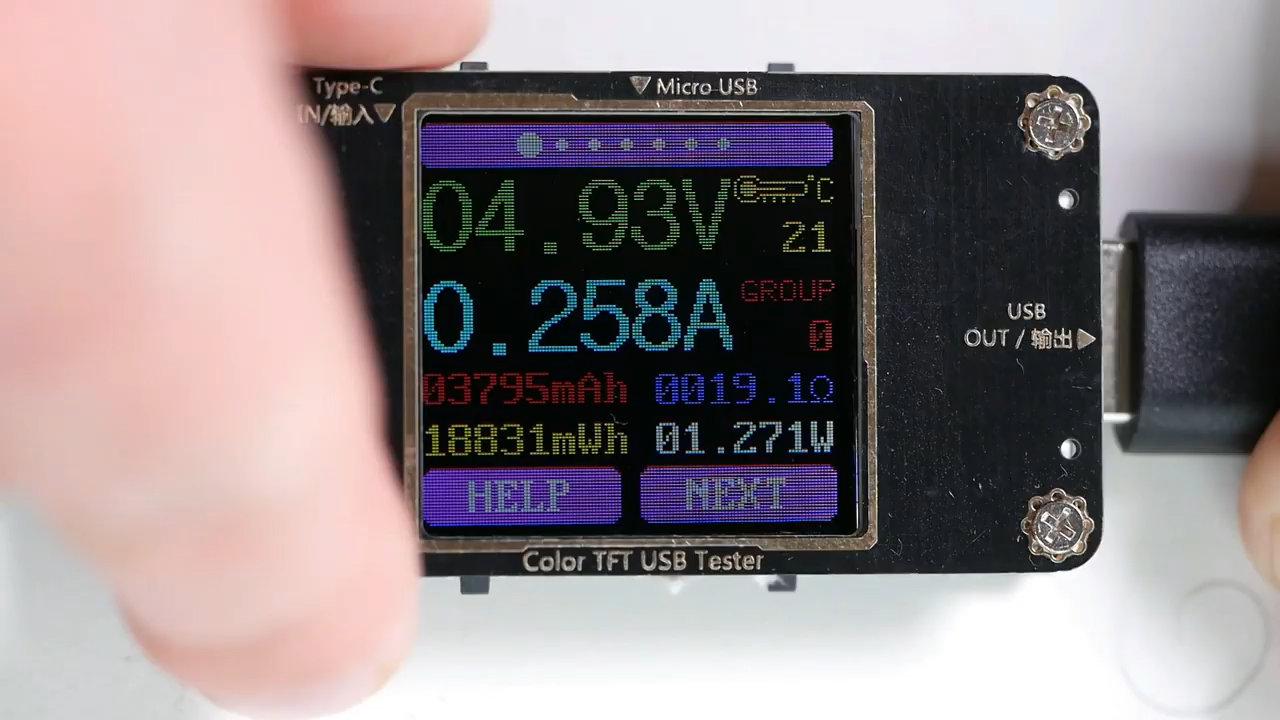 Type-C
IN/输入
Micro USB
04.93V
℃
21
0.258A
GROUP
0
03795mAh
0019.1Ω
18831mWh
01.271W
HELP
NEXT
USB
OUT / 输出
Color TFT USB Tester